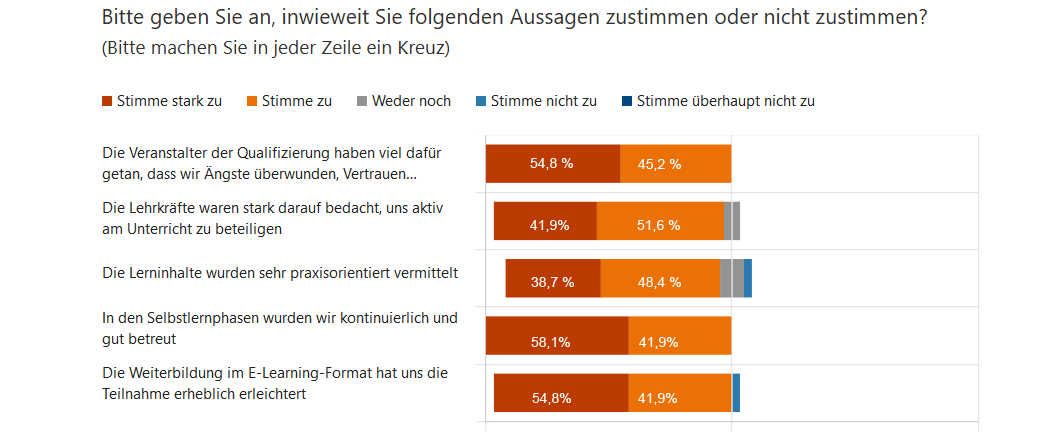 Bitte geben Sie an, inwieweit Sie folgenden Aussagen zustimmen oder nicht zustimmen?
(Bitte machen Sie in jeder Zeile ein Kreuz)
Stimme stark zu Stimme zu Weder noch Stimme nicht zu Stimme überhaupt nicht zu
Die Veranstalter der Qualifizierung haben viel dafür
getan, dass wir Ängste überwunden, Vertrauen...
54,8 % 45,2 %
Die Lehrkräfte waren stark darauf bedacht, uns aktiv
am Unterricht zu beteiligen
41,9% 51,6 %
Die Lerninhalte wurden sehr praxisorientiert vermittelt
38,7 % 48,4 %
In den Selbstlernphasen wurden wir kontinuierlich und
gut betreut
58,1% 41,9%
Die Weiterbildung im E-Learning-Format hat uns die
Teilnahme erheblich erleichtert
54,8% 41,9%